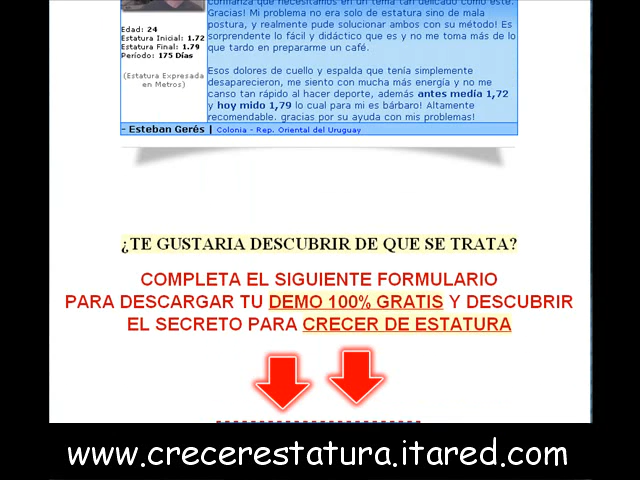 confianza que necesitamos en un tema tan delicado como este.
Gracias! Mi problema no era solo de estatura sino de mala
postura, y realmente pude solucionar ambos con su método! Es
sorprendente lo fácil y didáctico que es y no me toma más de lo
que tardo en prepararme un café.
Esos dolores de cuello y espalda que tenía simplemente
desaparecieron, me siento con mucha más energía y no me
canso tan rápido al hacer deporte, además antes medía 1,72
y hoy mido 1,79 lo cual para mi es bárbaro! Altamente
recomendable. gracias por su ayuda con mis problemas!
Edad: 24
Estatura Inicial: 1.72
Estatura Final: 1.79
Período: 175 Días
(Estatura Expresada
en Metros)
- Esteban Gerés | Colonia - Rep. Oriental del Uruguay
¿TE GUSTARIA DESCUBRIR DE QUE SE TRATA?
COMPLETA EL SIGUIENTE FORMULARIO
PARA DESCARGAR TU DEMO 100% GRATIS Y DESCUBRIR
EL SECRETO PARA CRECER DE ESTATURA
www.crecerestatura.itared.com